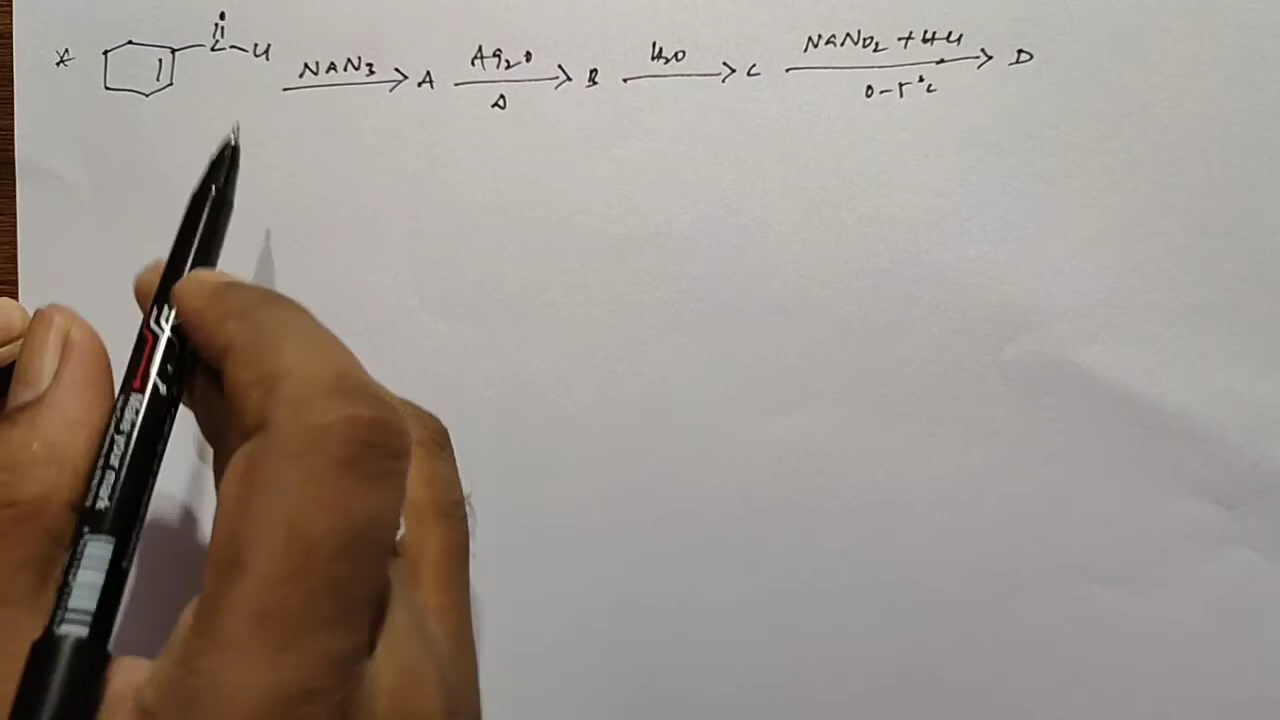 * C Cl NaN3 A Ag2O Δ B H2O C NaNO2 + HCl 0-5°C D